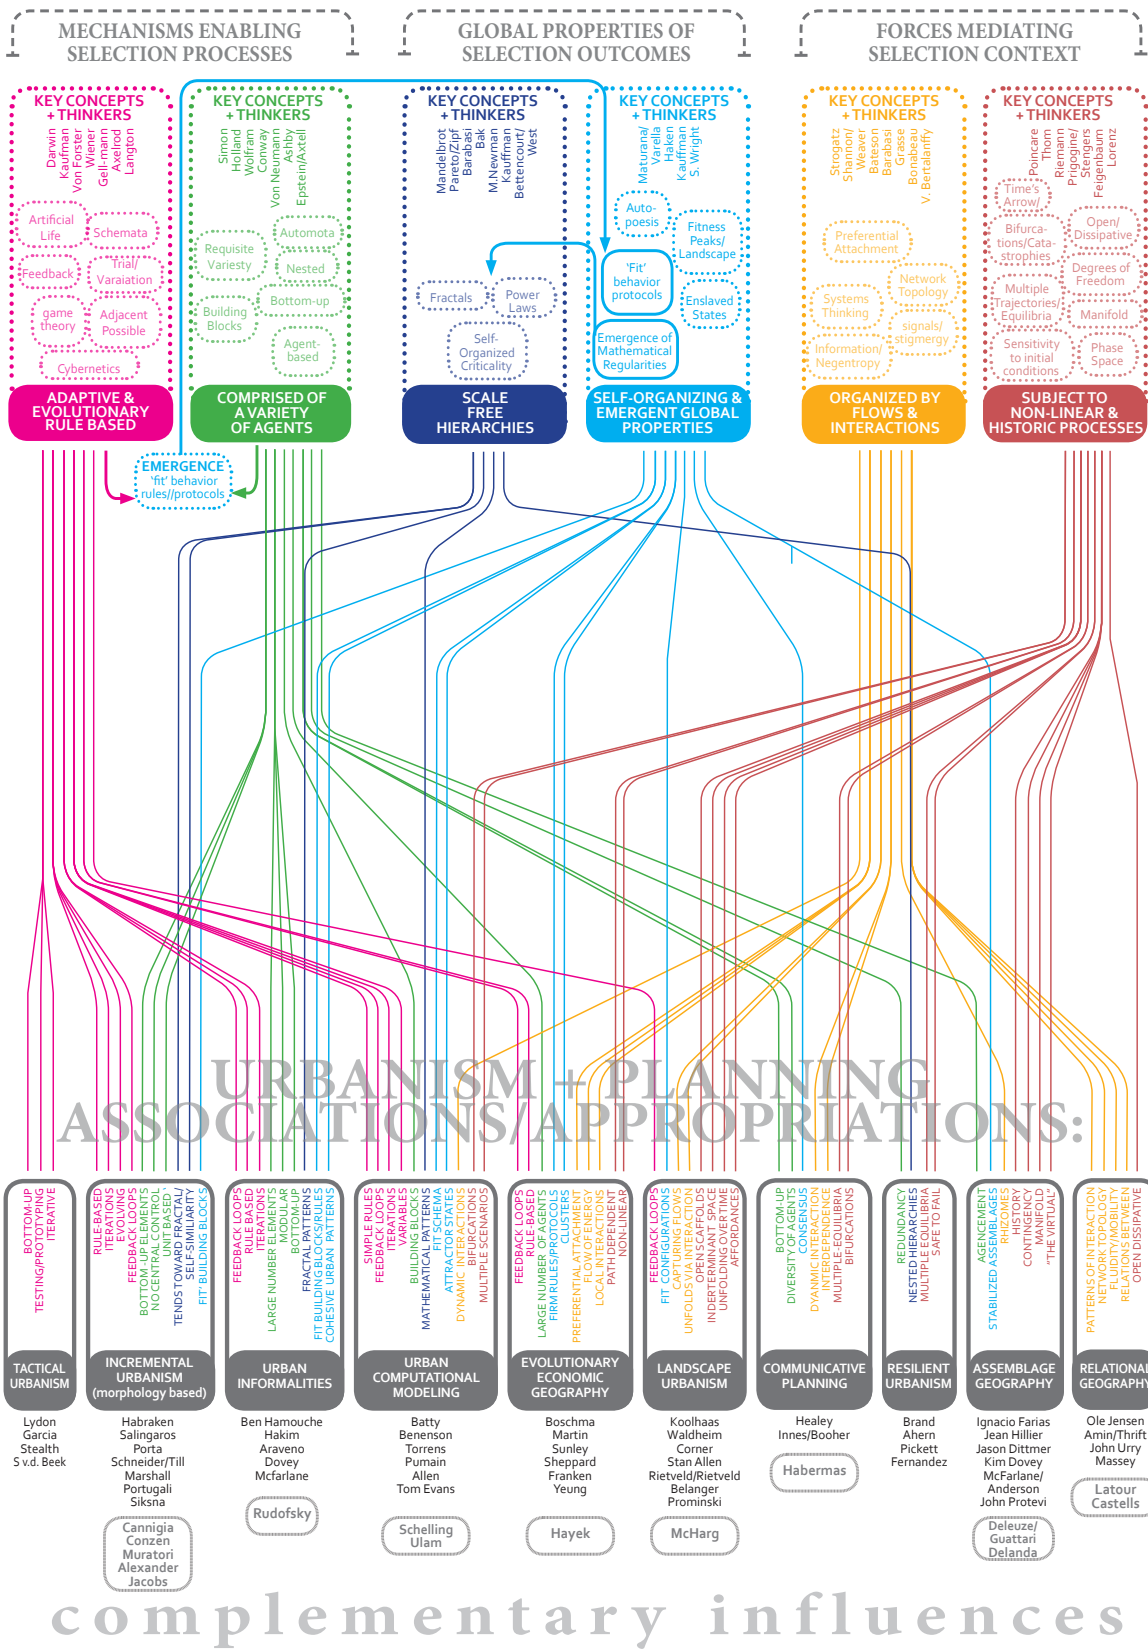 MECHANISMS ENABLING
SELECTION PROCESSES
GLOBAL PROPERTIES OF
SELECTION OUTCOMES
FORCES MEDIATING
SELECTION CONTEXT
KEY CONCEPTS
+ THINKERS
Darwin
Kaufman
Von Forster
Wiener
Gell-mann
Axelrod
Langton
Artificial
Life
Schemata
Feedback
Trial/
Varaiation
game
theory
Adjacent
Possible
Cybernetics
ADAPTIVE &
EVOLUTIONARY
RULE BASED
KEY CONCEPTS
+ THINKERS
Simon
Holland
Wolfram
Conway
Von Neumann
Ashby
Epstein/Axtell
Automota
Requisite
Variesty
Nested
Bottom-up
Building
Blocks
Agent-
based
COMPRISED OF
A VARIETY
OF AGENTS
KEY CONCEPTS
+ THINKERS
Mandelbrot
Pareto/Zipf
Barabasi
Bak
M.Newman
Kauffman
Bettencourt/
West
Fractals
Power
Laws
Self-
Organized
Criticality
SCALE
FREE
HIERARCHIES
KEY CONCEPTS
+ THINKERS
Maturana/
Varella
Haken
Kauffman
S. Wright
Auto-
poesis
Fitness
Peaks/
Landscape
'Fit'
behavior
protocols
Enslaved
States
Emergence of
Mathematical
Regularities
SELF-ORGANIZING &
EMERGENT GLOBAL
PROPERTIES
KEY CONCEPTS
+ THINKERS
Strogatz
Shannon/
Weaver
Bateson
Barabasi
Grasse
Bonabeau
V. Bertalanffy
Preferential
Attachment
Network
Topology
Systems
Thinking
signals/
stigmergy
Information/
Negentropy
ORGANIZED BY
FLOWS &
INTERACTIONS
KEY CONCEPTS
+ THINKERS
Poincare
Thom
Riemann
Prigogine/
Stengers
Feigenbaum
Lorenz
Time's
Arrow/
Bifurca-
tions/Cata-
strophies
Open/
Dissipative
Degrees of
Freedom
Multiple
Trajectories/
Equilibria
Manifold
Sensitivity
to initial
conditions
Phase
Space
SUBJECT TO
NON-LINEAR &
HISTORIC PROCESSES
EMERGENCE
'fit' behavior
rules//protocols
URBANISM + PLANNING
ASSOCIATIONS/APPROPRIATIONS:
BOTTOM-UP
TESTING/PROTOTYPING
ITERATIVE
TACTICAL
URBANISM
Lydon
Garcia
Stealth
S v.d. Beek
RULE-BASED
ITERATIONS
EVOLVING
FEEDBACK LOOPS
BOTTOM -UP ELEMENTS
NO CENTRAL CONTROL
UNIT BASED '
TENDS TOWARD FRACTAL/
SELF-SIMILIARITY
FIT' BUILDING BLOCKS
INCREMENTAL
URBANISM
(morphology based)
Habraken
Salingaros
Porta
Schneider/Till
Marshall
Portugali
Siksna
Cannigia
Conzen
Muratori
Alexander
Jacobs
FEEDBACK LOOPS
RULE BASED
ITERATIONS
LARGE NUMBER ELEMENTS
MODULAR
BOTTOM-UP
FRACTAL PATTERNS
FIT BUILDING BLOCKS/RULES
COHESIVE URBAN PATTERNS
URBAN
INFORMALITIES
Ben Hamouche
Hakim
Araveno
Dovey
Mcfarlane
Rudofsky
SIMPLE RULES
FEEDBACK LOOPS
ITERATIONS
VARIABLES
BUILDING BLOCKS
MATHEMATICAL PATTERNS
FIT SCHEMA
ATTRACTOR STATES
DYNAMIC INTERACTIONS
BIFURCATIONS
MULTIPLE SCENARIOS
URBAN
COMPUTATIONAL
MODELING
Batty
Benenson
Torrens
Pumain
Allen
Tom Evans
Schelling
Ulam
FEEDBACK LOOPS
RULE-BASED
LARGE NUMBER OF AGENTS
FIRM RULES/PROTOCOLS
CLUSTERS
PREFERENTIAL ATTACHMENT
FLOW OF ENERGY
LOCAL INTERACTIONS
PATH DEPENDENT
NON-LINEAR
EVOLUTIONARY
ECONOMIC
GEOGRAPHY
Boschma
Martin
Sunley
Sheppard
Franken
Yeung
Hayek
FEEDBACK LOOPS
FIT CONFIGURATIONS
CAPTURING FLOWS
UNFOLDS VIA INTERACTION
OPEN SCAFFOLDS
INDERTERMINANT SPACE
UNFOLDING OVERTIME
AFFORDANCES
LANDSCAPE
URBANISM
Koolhaas
Waldheim
Corner
Stan Allen
Rietveld/Rietveld
Belanger
Prominski
McHarg
BOTTOM-UP
DIVERSITY OF AGENTS
CONSENSUS
DYANMIC INTERACTION
INTERDEPENDENCE
MULTIPLE-EQUILIBRIA
BIFURCATIONS
COMMUNICATIVE
PLANNING
Healey
Innes/Booher
Habermas
REDUNDANCY
NESTED HIERARCHIES
MULTIPLE EQUILIBRIA
SAFE TO FAIL
RESILIENT
URBANISM
Brand
Ahern
Pickett
Fernandez
AGENCEMENT
STABILIZED ASSEMBLAGES
RHIZOMES
HISTORY
CONTINGENCY
MANIFOLD
"THE VIRTUAL"
ASSEMBLAGE
GEOGRAPHY
Ignacio Farias
Jean Hillier
Jason Dittmer
Kim Dovey
McFarlane/
Anderson
John Protevi
Deleuze/
Guattari
Delanda
PATTERNS OF INTERACTION
NETWORK TOPOLOGY
FLUIDITY/MOBILITY
RELATIONS BETWEEN
OPEN DISSIPATIVE
RELATIONAL
GEOGRAPHY
Ole Jensen
Amin/Thrift
John Urry
Massey
Latour
Castells
complementary influences